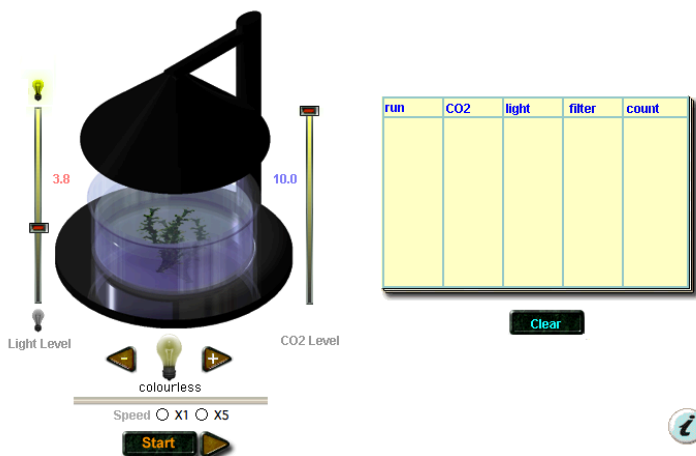 run CO2 light filter count
3.8
10.0
Clear
Light Level
CO2 Level
- +
colourless
Speed X1 X5
Start
i